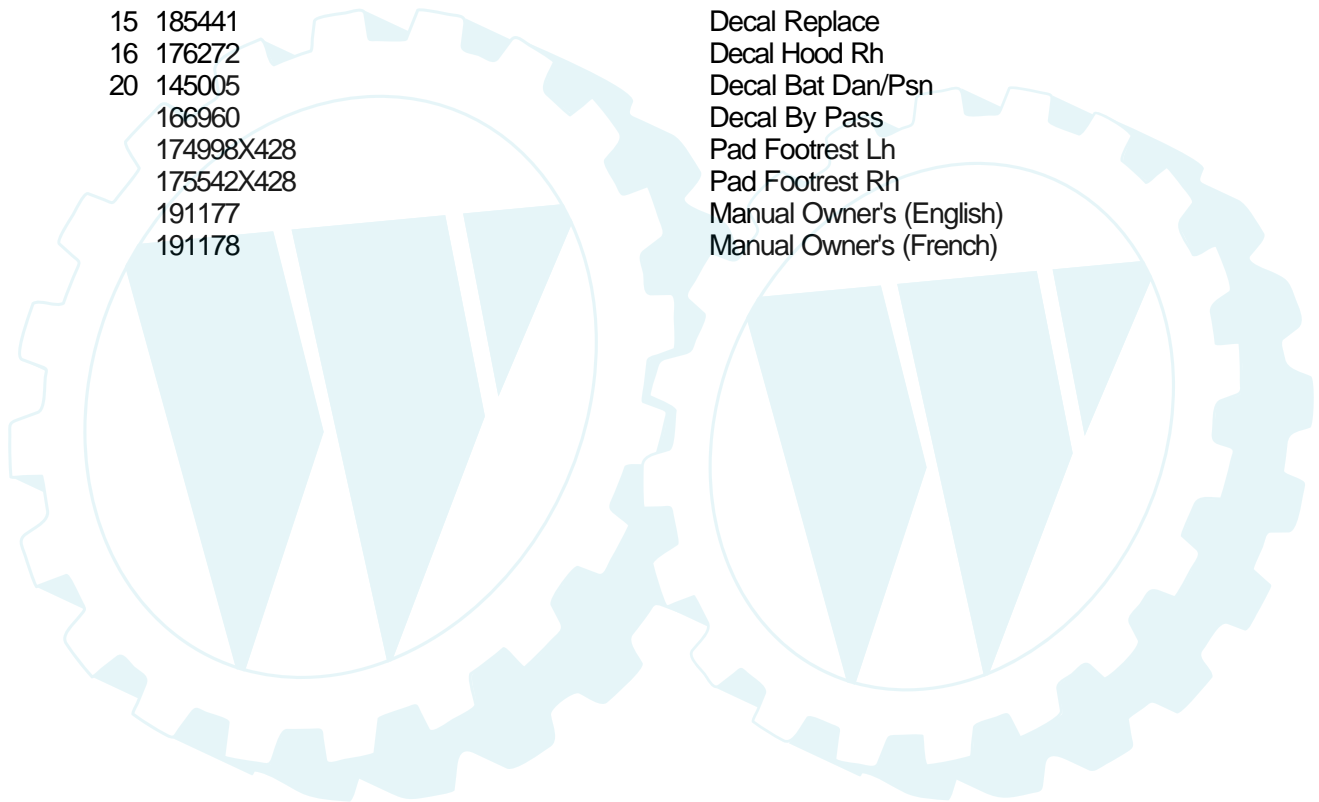 15 185441 Decal Replace
16 176272 Decal Hood Rh
20 145005 Decal Bat Dan/Psn
166960 Decal By Pass
174998X428 Pad Footrest Lh
175542X428 Pad Footrest Rh
191177 Manual Owner's (English)
191178 Manual Owner's (French)